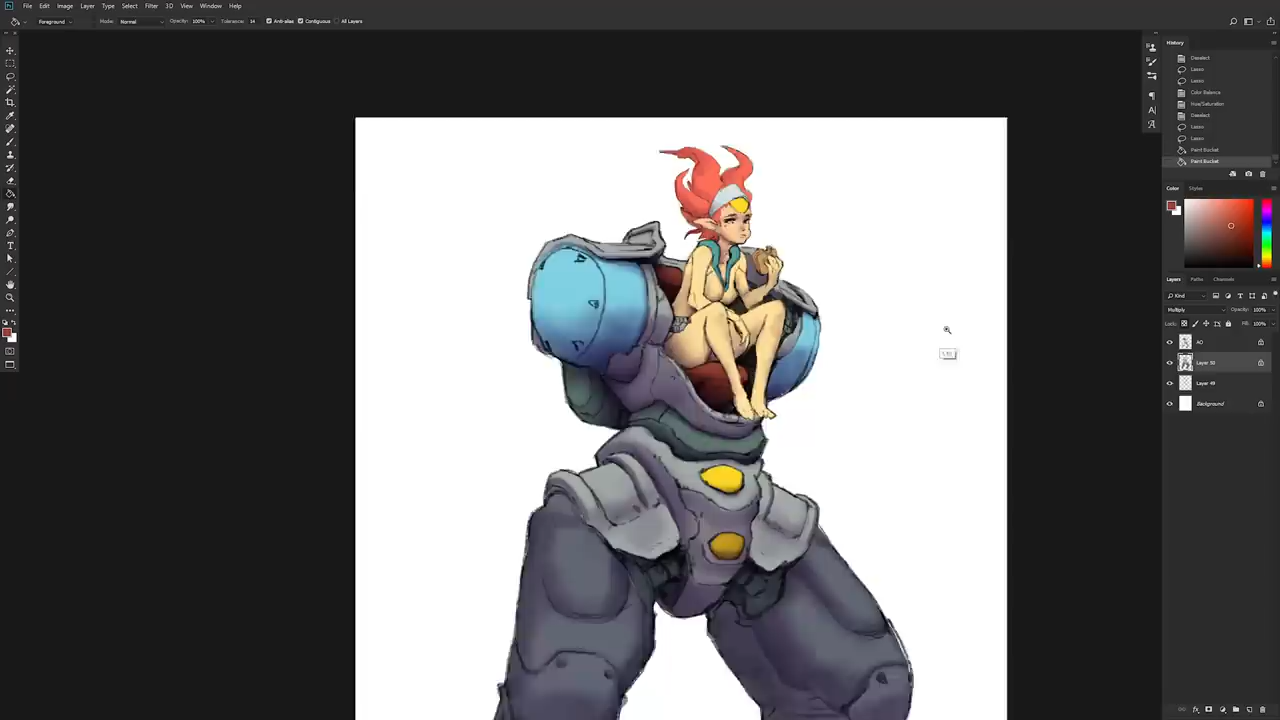 File Edit Image Layer Type Select Filter 3D View Window Help
Foreground Mode: Normal Opacity: 100% Tolerance: Anti-alias Contiguous All Layers
History
Deselect
Lasso
Lasso
Color Balance
Hue/Saturation
Deselect
Lasso
Lasso
Paint Bucket
Paint Bucket
Color Styles
Layers Paths Channels
Kind
Multiply Opacity: 100%
Lock: Fill: 100%
AO
Layer 50
Layer 49
Background